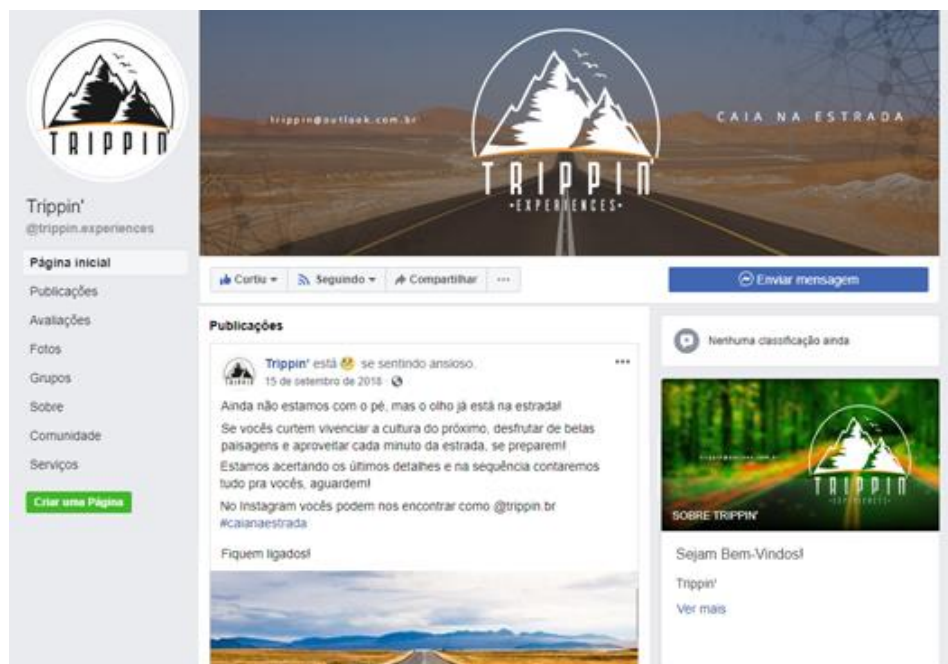 TRIPPIN
Trippin'
@trippin.experiences
Página inicial
Publicações
Avaliações
Fotos
Grupos
Sobre
Comunidade
Serviços
Criar uma Página
trippin@outlook.com.br
TRIPPIN'
•EXPERIENCES•
CAIA NA ESTRADA
Curtiu
Seguindo
Compartilhar
Enviar mensagem
Publicações
Trippin' está se sentindo ansioso.
15 de setembro de 2018
Ainda não estamos com o pé, mas o olho já está na estrada!
Se vocês curtem vivenciar a cultura do próximo, desfrutar de belas
paisagens e aproveitar cada minuto da estrada, se preparem!
Estamos acertando os últimos detalhes e na sequência contaremos
tudo pra vocês, aguardem!
No Instagram vocês podem nos encontrar como @trippin.br
#caianaestrada
Fiquem ligados!
Nenhuma classificação ainda
TRIPPIN
SOBRE TRIPPIN'
Sejam Bem-Vindos!
Trippin'
Ver mais